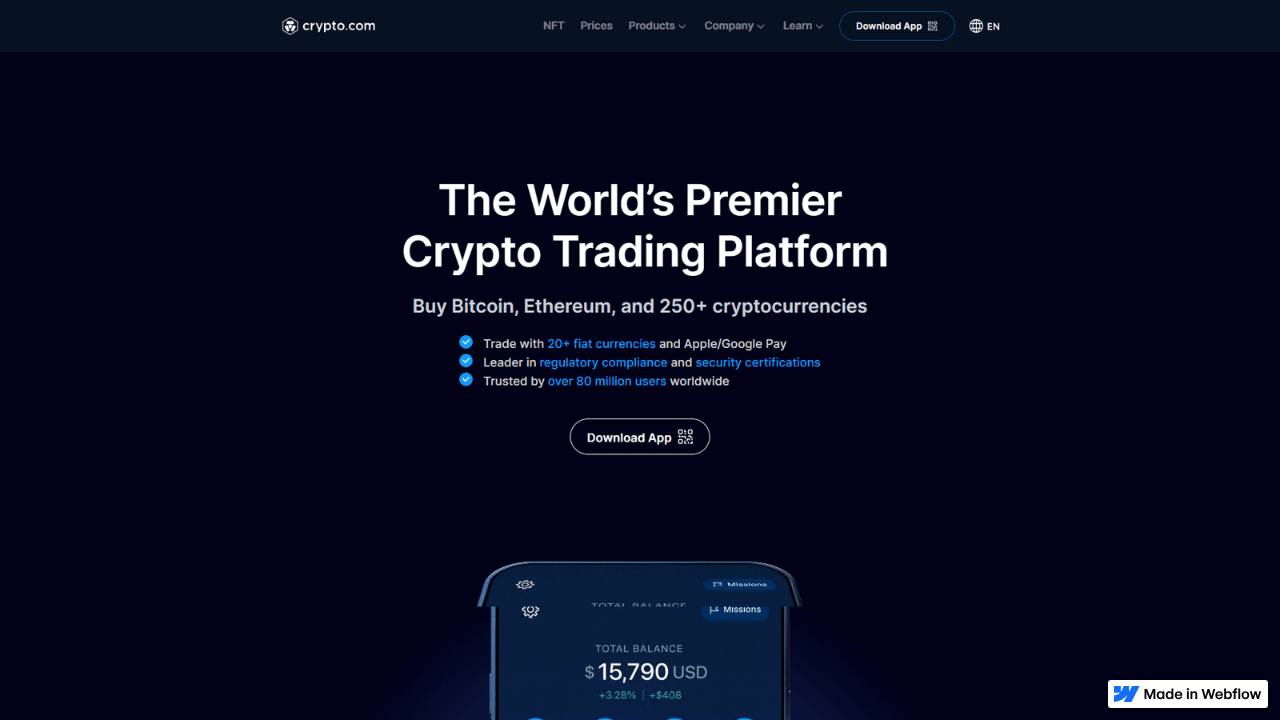 crypto.com NFT Prices Products Company Learn Download App EN
The World's Premier
Crypto Trading Platform
Buy Bitcoin, Ethereum, and 250+ cryptocurrencies
Trade with 20+ fiat currencies and Apple/Google Pay
Leader in regulatory compliance and security certifications
Trusted by over 80 million users worldwide
Download App
Missions
TOTAL BALANCE
Missions
TOTAL BALANCE
$ 15,790 USD
+3.28% +$408
Made in Webflow